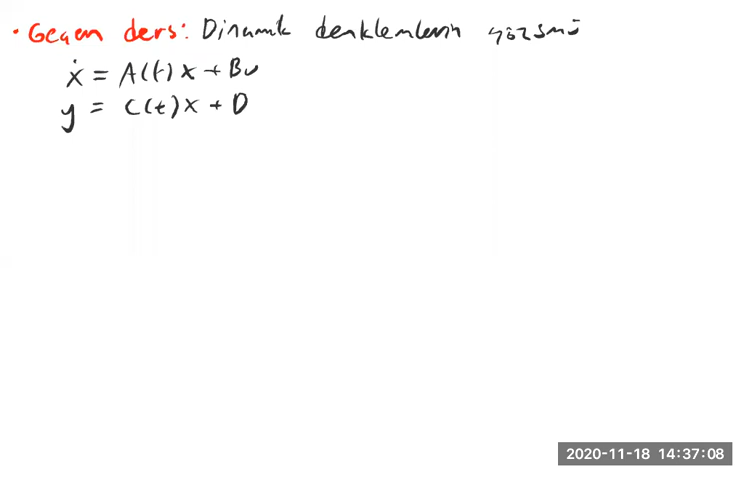 • Geçen ders: Dinamik denklemlerin çözümü
ẋ = A(t)x + Bu
y = C(t)x + D
2020-11-18 14:37:08